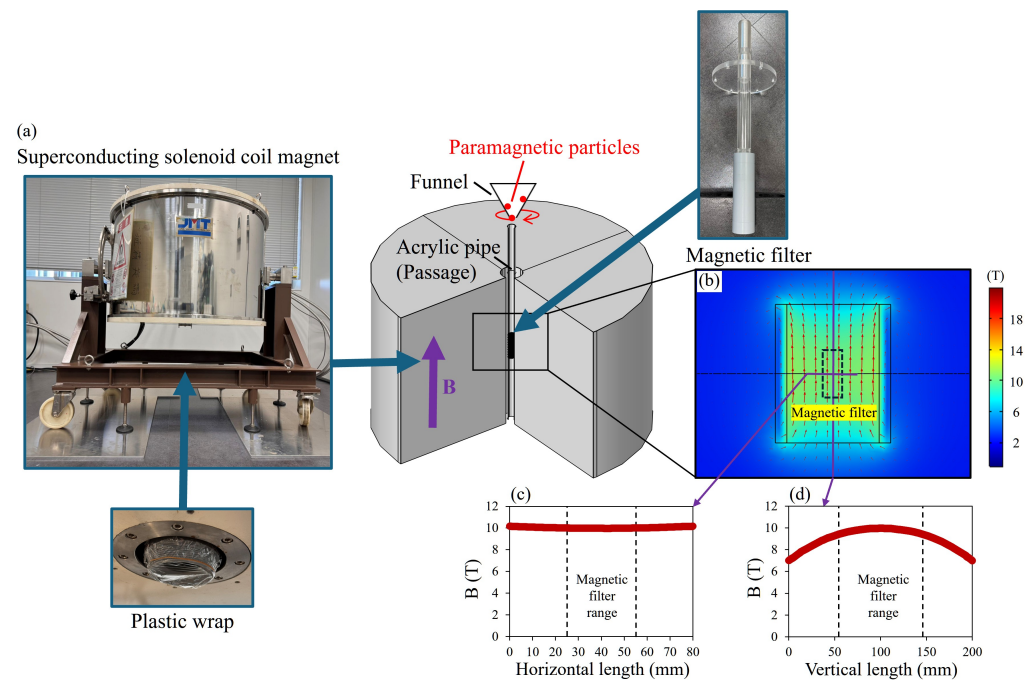 (a)
Superconducting solenoid coil magnet
JMT
Plastic wrap
Paramagnetic particles
Funnel
Acrylic pipe
(Passage)
B
Magnetic filter
(b)
Magnetic filter
(T)
18
14
10
6
2
(c)
12
10
8
6
4
2
0
B (T)
Magnetic
filter
range
0 10 20 30 40 50 60 70 80
Horizontal length (mm)
(d)
12
10
8
6
4
2
0
B (T)
Magnetic
filter
range
0 50 100 150 200
Vertical length (mm)